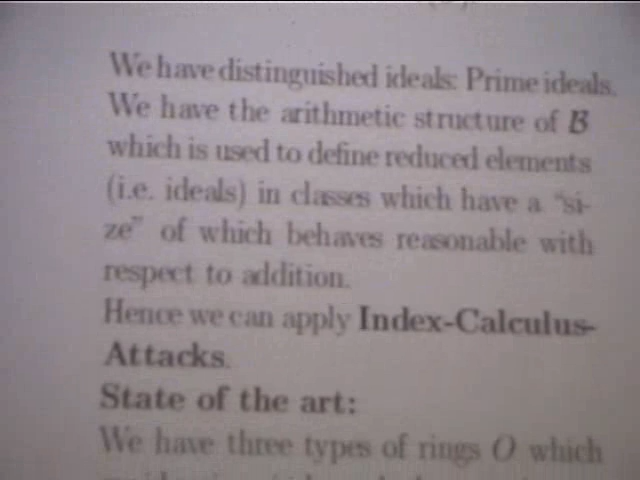 We have distinguished ideals: Prime ideals.
We have the arithmetic structure of B
which is used to define reduced elements
(i.e. ideals) in classes which have a "si-
ze" of which behaves reasonable with
respect to addition.
Hence we can apply Index-Calculus-
Attacks.
State of the art:
We have three types of rings O which